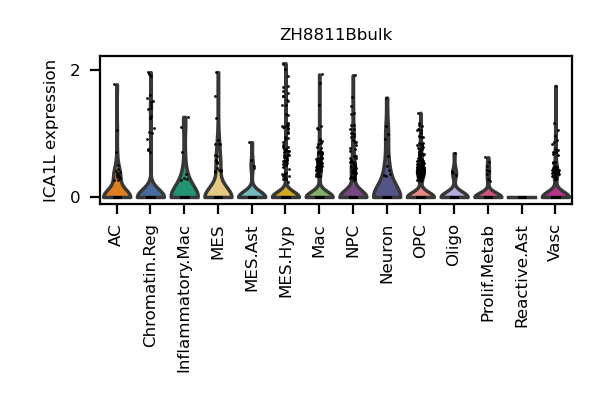 ZH8811Bbulk
ICA1L expression
2
0
AC
Chromatin.Reg
Inflammatory.Mac
MES
MES.Ast
MES.Hyp
Mac
NPC
Neuron
OPC
Oligo
Prolif.Metab
Reactive.Ast
Vasc